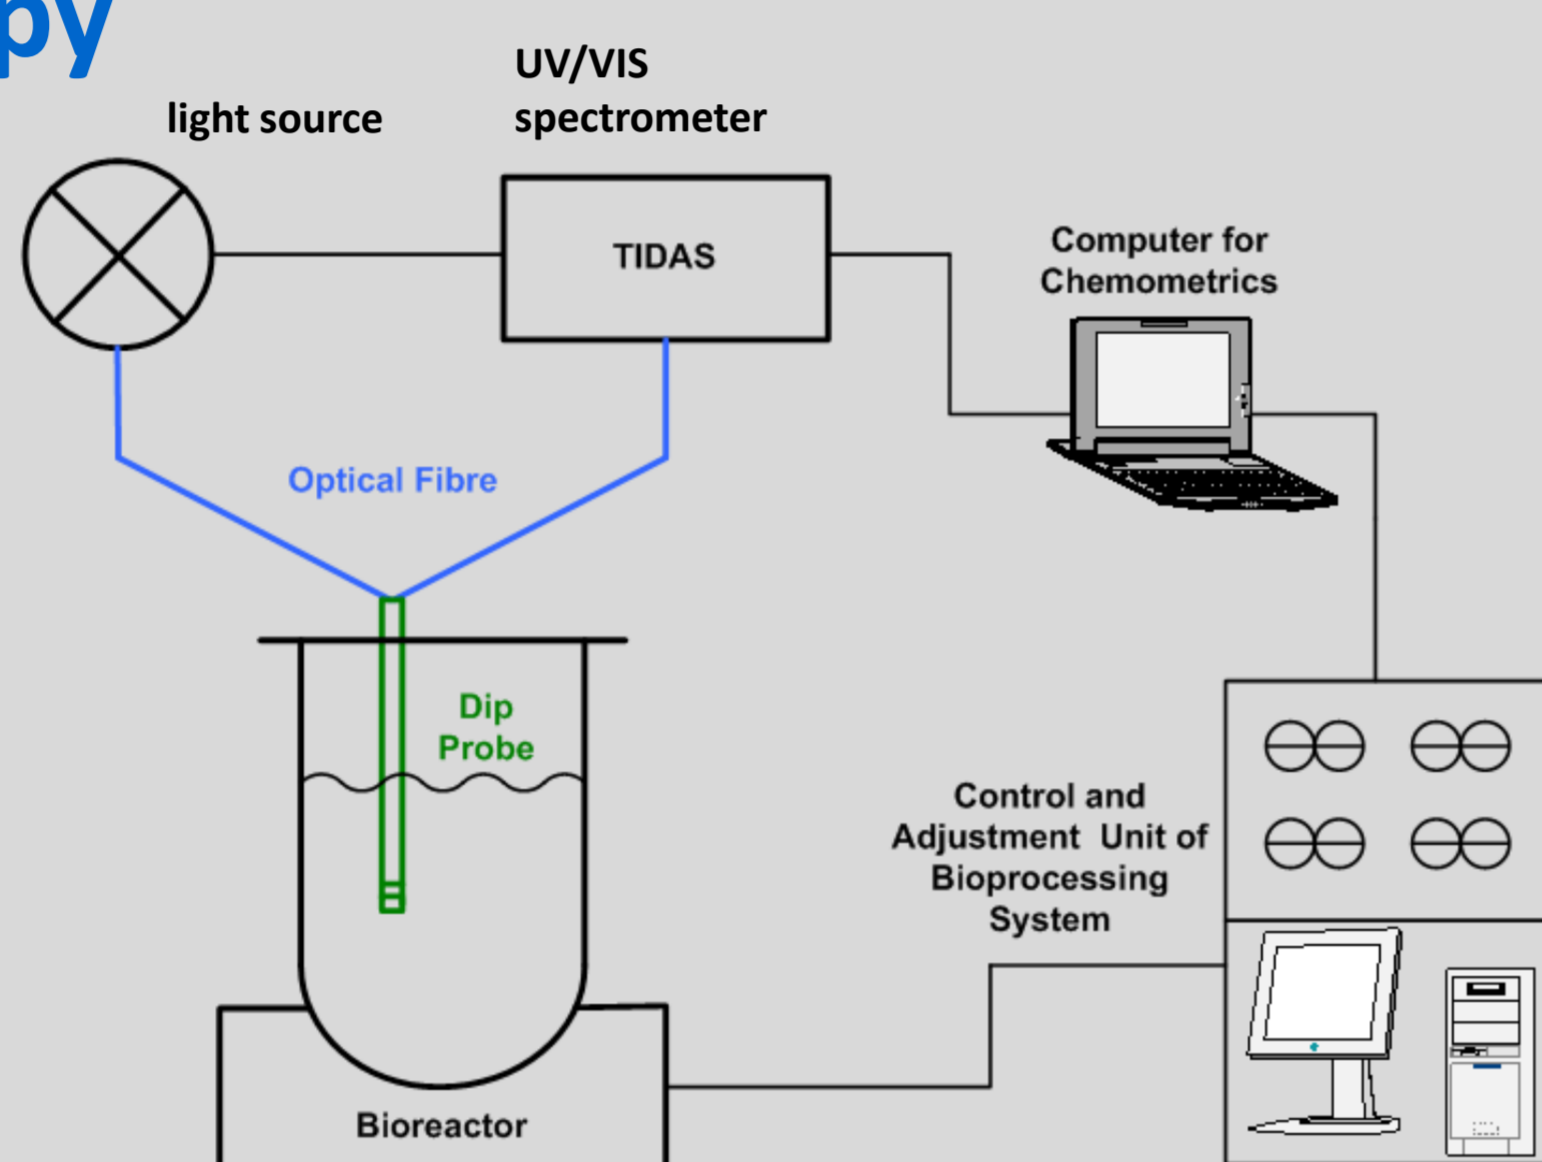 py
UV/VIS
light source
spectrometer
TIDAS
Computer for
Chemometrics
Optical Fibre
Dip
Probe
Control and
Adjustment Unit of
Bioprocessing
System
Bioreactor